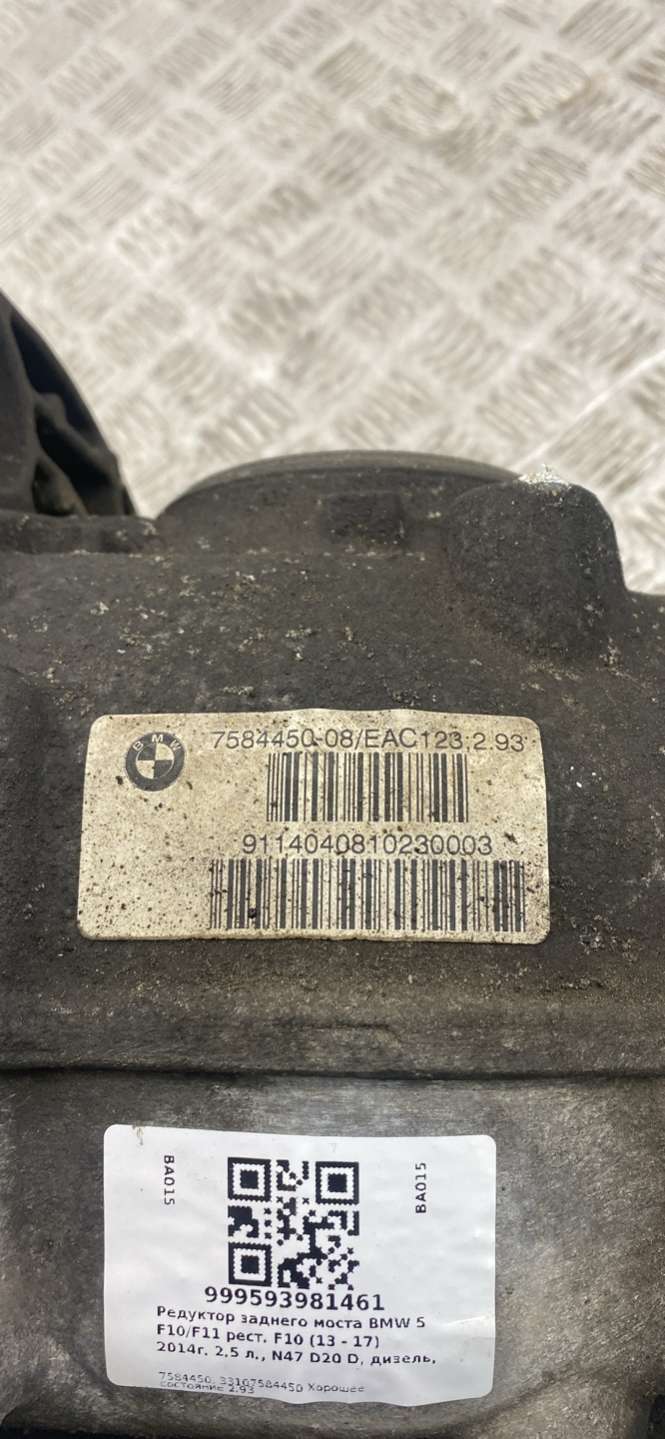 BMW
7584450-08/EAC123;2.93
9114040810230003
BA015
BA015
999593981461
Редуктор заднего моста BMW 5
F10/F11 рест. F10 (13 - 17)
2014г. 2,5 л., N47 D20 D, дизель,
7584450, 33107584450 Хорошее
состояние 2.93